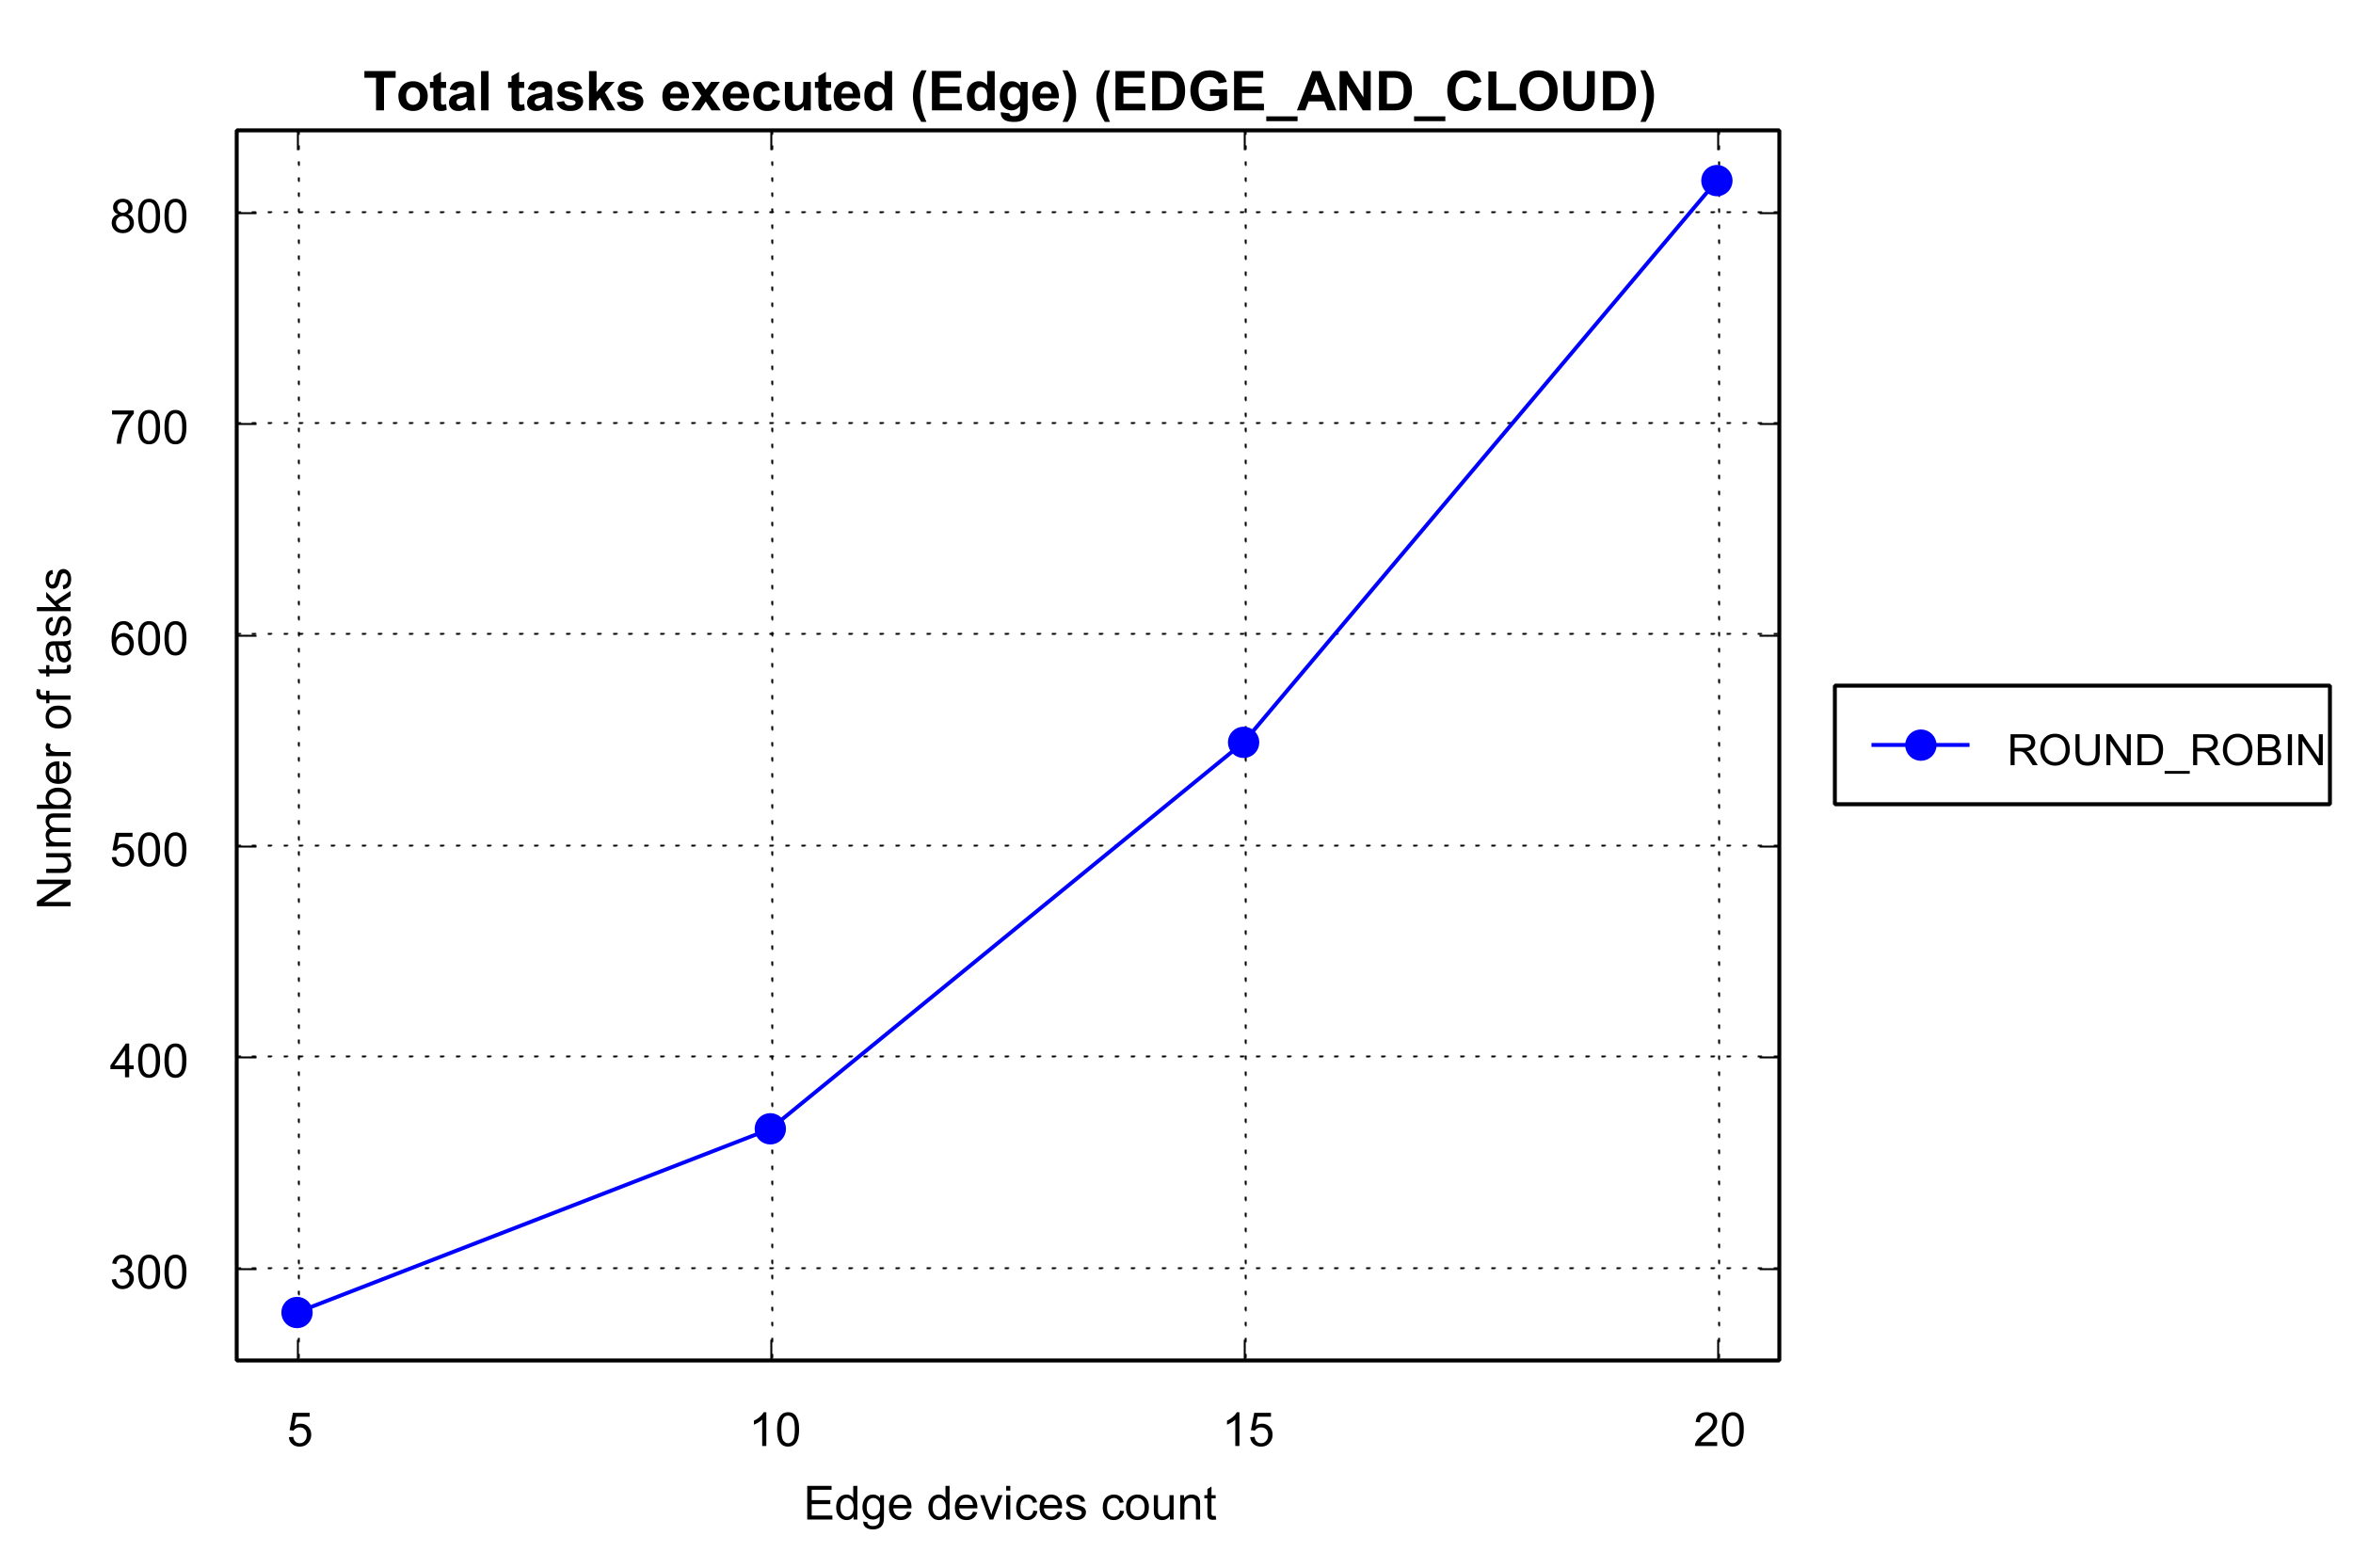 Total tasks executed (Edge) (EDGE_AND_CLOUD)
800
700
600
500
400
300
Number of tasks
5 10 15 20
Edge devices count
ROUND_ROBIN